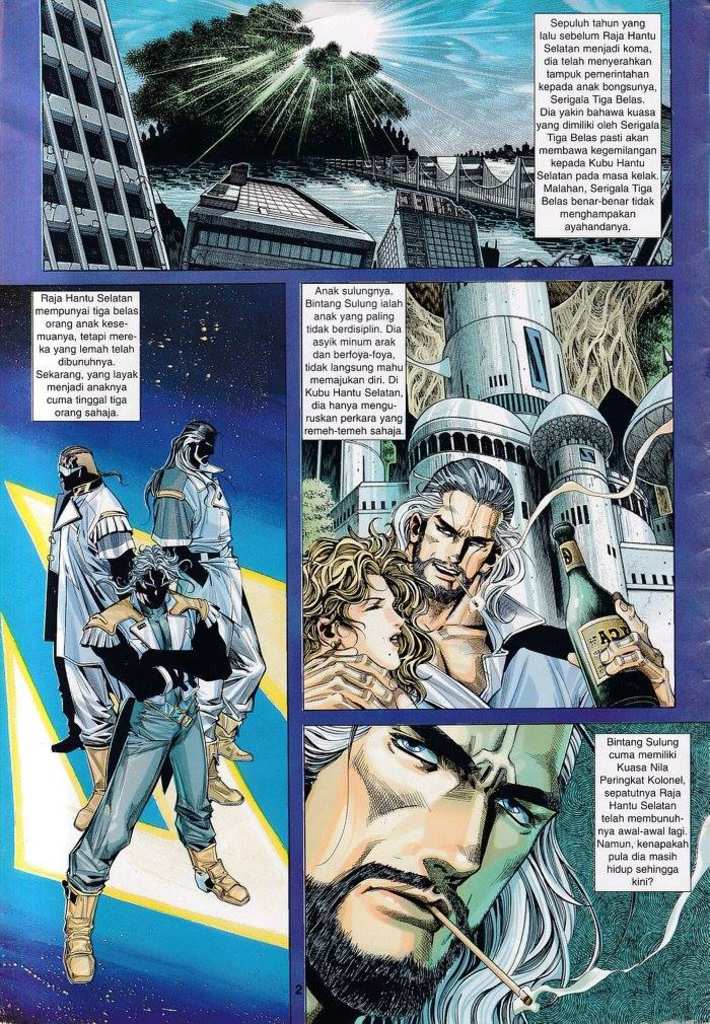 Sepuluh tahun yang
lalu sebelum Raja Hantu
Selatan menjadi koma,
dia telah menyerahkan
tampuk pemerintahan
kepada anak bongsunya,
Serigala Tiga Belas.
Dia yakin bahawa kuasa
yang dimiliki oleh Serigala
Tiga Belas pasti akan
membawa kegemilangan
kepada Kubu Hantu
Selatan pada masa kelak.
Malahan, Serigala Tiga
Belas benar-benar tidak
menghampakan
ayahandanya.
Raja Hantu Selatan
mempunyai tiga belas
orang anak kese-
muanya, tetapi mere-
ka yang lemah telah
dibunuhnya.
Sekarang, yang layak
menjadi anaknya
cuma tinggal tiga
orang sahaja.
Anak sulungnya,
Bintang Sulung ialah
anak yang paling
tidak berdisiplin. Dia
asyik minum arak
dan berfoya-foya,
tidak langsung mahu
memajukan diri. Di
Kubu Hantu Selatan,
dia hanya mengu-
ruskan perkara yang
remeh-temeh sahaja.
Bintang Sulung
cuma memiliki
Kuasa Nila
Peringkat Kolonel,
sepatutnya Raja
Hantu Selatan
telah membunuh-
nya awal-awal lagi.
Namun, kenapakah
pula dia masih
hidup sehingga
kini?
2